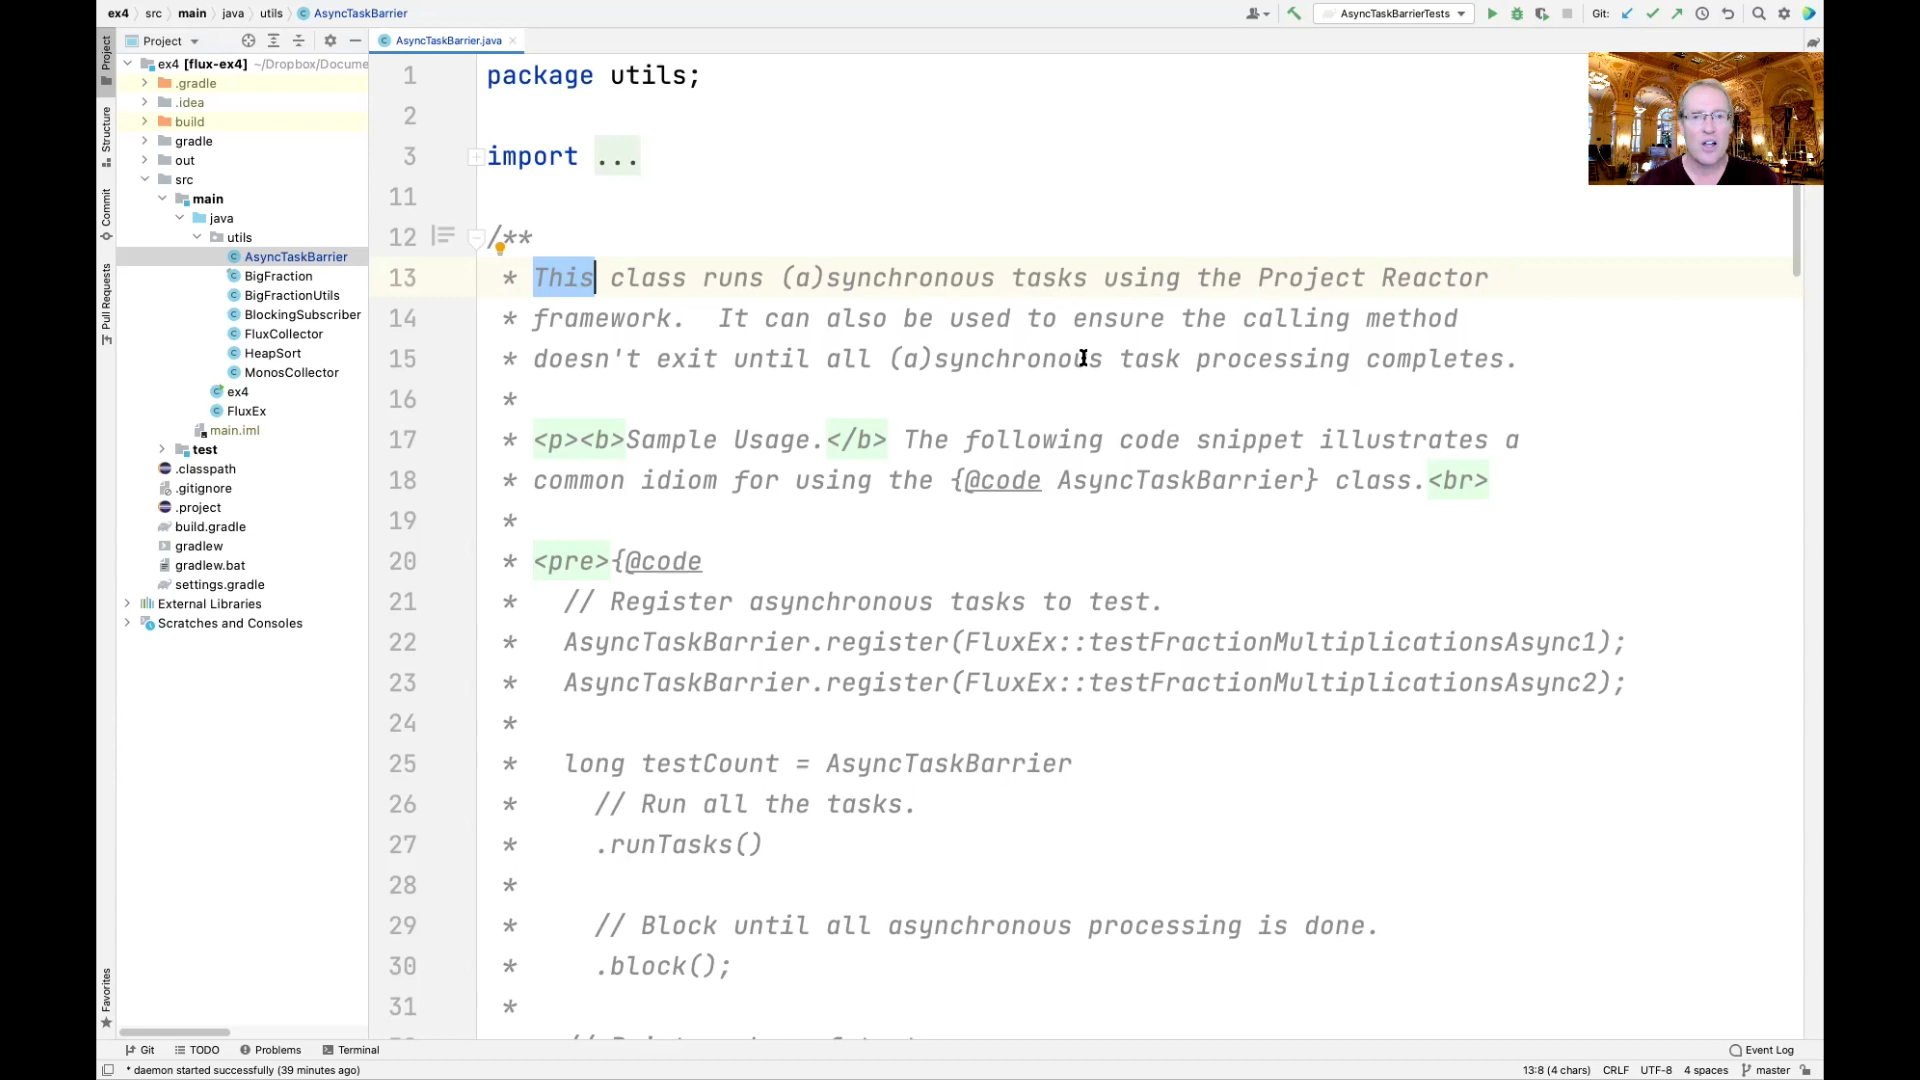 ex4 src main java utils AsyncTaskBarrier
AsyncTaskBarrierTests
Git:
Project
AsyncTaskBarrier.java
Project
Structure
Commit
Pull Requests
Favorites
ex4 [flux-ex4] ~/Dropbox/Docume
.gradle
.idea
build
gradle
out
src
main
java
utils
AsyncTaskBarrier
BigFraction
BigFractionUtils
BlockingSubscriber
FluxCollector
HeapSort
MonosCollector
ex4
FluxEx
main.iml
test
.classpath
.gitignore
.project
build.gradle
gradlew
gradlew.bat
settings.gradle
External Libraries
Scratches and Consoles
1 package utils;
2
3 import ...
11
12 /**
13 * This class runs (a)synchronous tasks using the Project Reactor
14 * framework. It can also be used to ensure the calling method
15 * doesn't exit until all (a)synchronous task processing completes.
16 *
17 * <p><b>Sample Usage.</b> The following code snippet illustrates a
18 * common idiom for using the {@code AsyncTaskBarrier} class.<br>
19 *
20 * <pre>{@code
21 * // Register asynchronous tasks to test.
22 * AsyncTaskBarrier.register(FluxEx::testFractionMultiplicationsAsync1);
23 * AsyncTaskBarrier.register(FluxEx::testFractionMultiplicationsAsync2);
24 *
25 * long testCount = AsyncTaskBarrier
26 * // Run all the tasks.
27 * .runTasks()
28 *
29 * // Block until all asynchronous processing is done.
30 * .block();
31 *
Git TODO Problems Terminal Event Log
* daemon started successfully (39 minutes ago) 13:8 (4 chars) CRLF UTF-8 4 spaces master